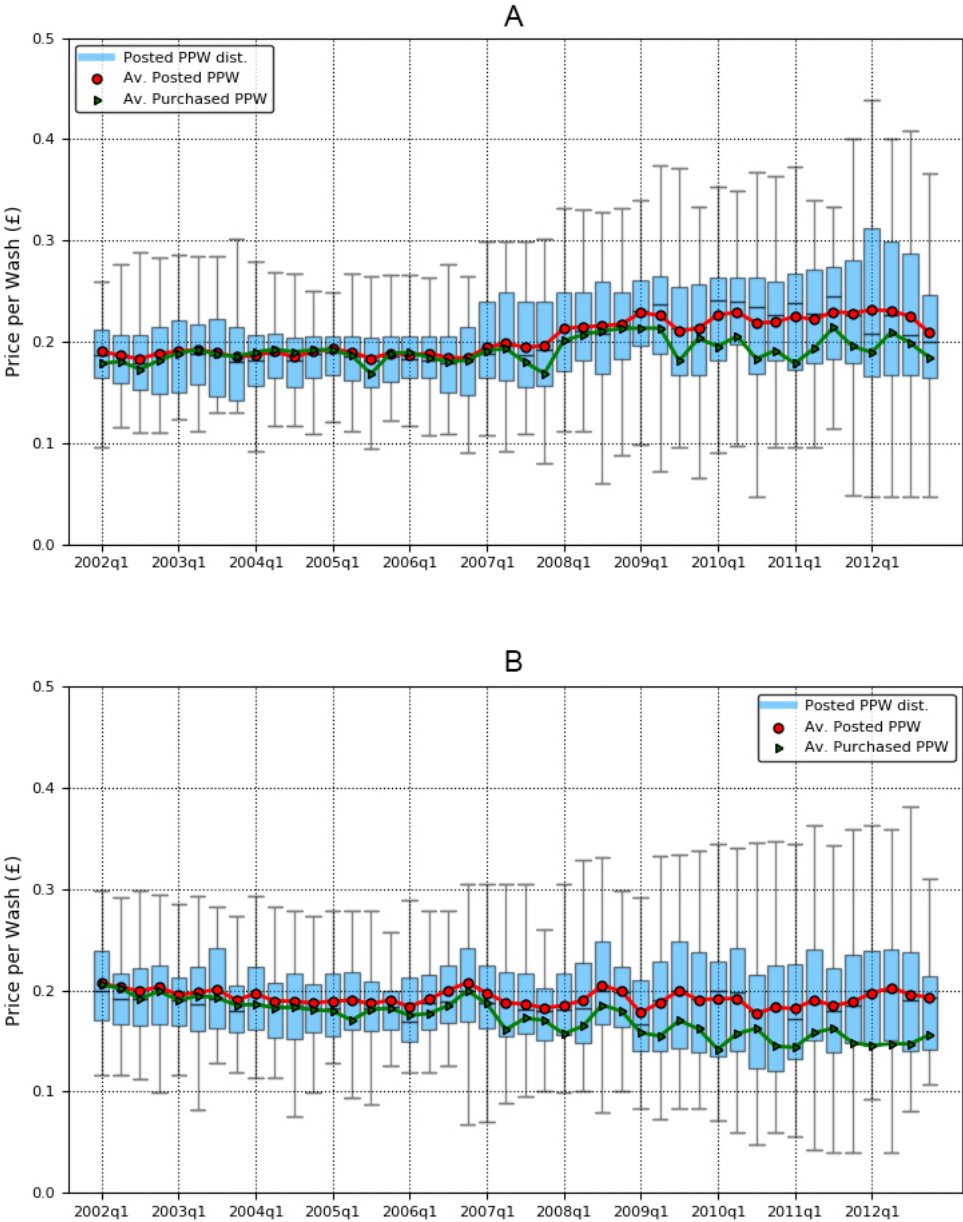 A
0.5
0.4
0.3
0.2
0.1
0.0
Price per Wash (£)
Posted PPW dist.
Av. Posted PPW
Av. Purchased PPW
2002q1 2003q1 2004q1 2005q1 2006q1 2007q1 2008q1 2009q1 2010q1 2011q1 2012q1
B
0.5
0.4
0.3
0.2
0.1
0.0
Price per Wash (£)
Posted PPW dist.
Av. Posted PPW
Av. Purchased PPW
2002q1 2003q1 2004q1 2005q1 2006q1 2007q1 2008q1 2009q1 2010q1 2011q1 2012q1